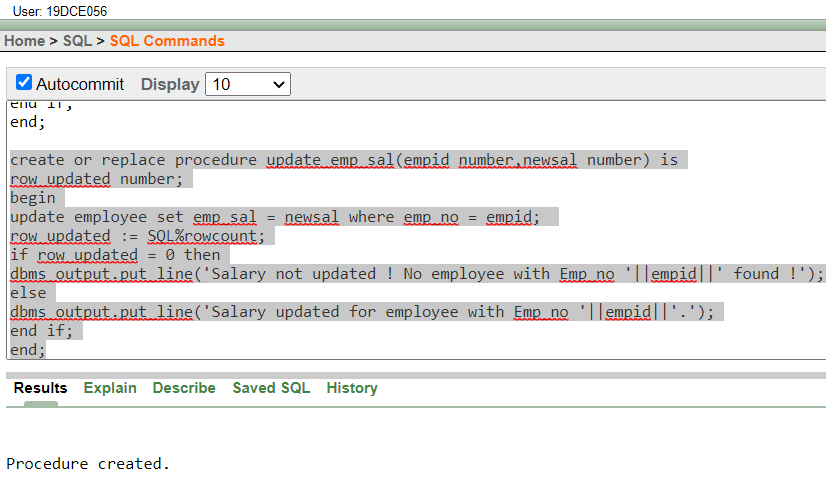 User: 19DCE056
Home > SQL > SQL Commands
Autocommit Display 10
end if;
end;
create or replace procedure update_emp_sal(empid number,newsal number) is
row_updated number;
begin
update employee set emp_sal = newsal where emp_no = empid;
row_updated := SQL%rowcount;
if row_updated = 0 then
dbms_output.put_line('Salary not updated ! No employee with Emp_no '||empid||' found !');
else
dbms_output.put_line('Salary updated for employee with Emp_no '||empid||'.');
end if;
end;
Results Explain Describe Saved SQL History
Procedure created.